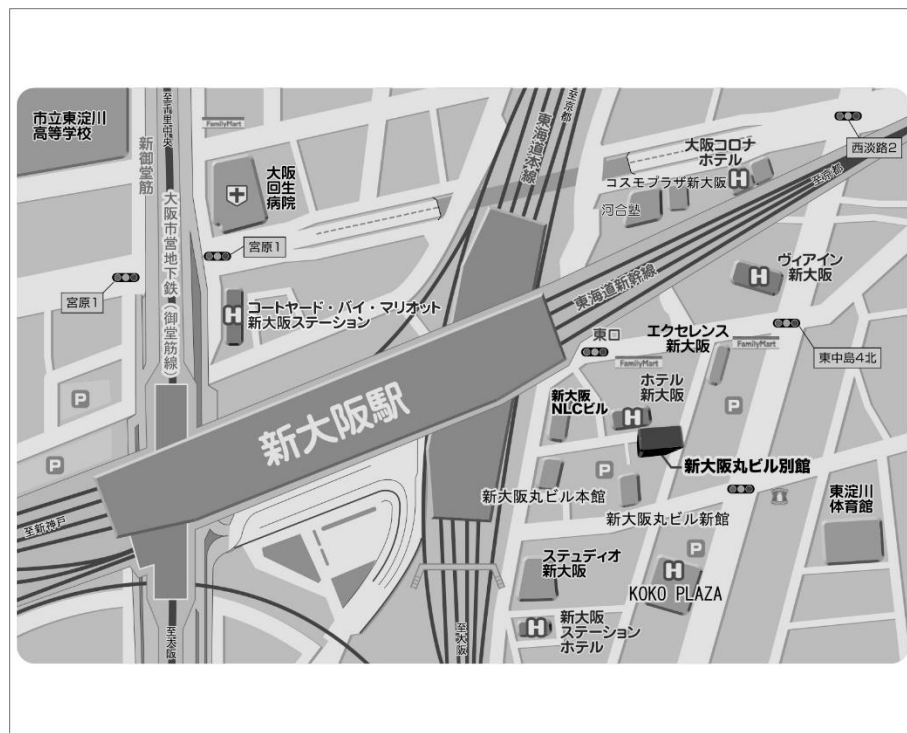 市立東淀川
高等学校
至千里中央
新御堂筋
大阪市営地下鉄(御堂筋線)
FamilyMart
大阪
回生
病院
宮原1
宮原1
コートヤード・バイ・マリオット
新大阪ステーション
東海道本線
至京都
大阪コロナ
ホテル
コスモプラザ新大阪
河合塾
西淡路2
至京都
東海道新幹線
ヴィアイン
新大阪
東口
エクセレンス
新大阪
FamilyMart
FamilyMart
東中島4北
新大阪駅
新大阪
NLCビル
ホテル
新大阪
新大阪丸ビル別館
新大阪丸ビル本館
新大阪丸ビル新館
東淀川
体育館
至新神戸
ステュディオ
新大阪
KOKO PLAZA
新大阪
ステーション
ホテル
至大阪
至大阪
P
P
P
P
P
H
H
H
H
H
H